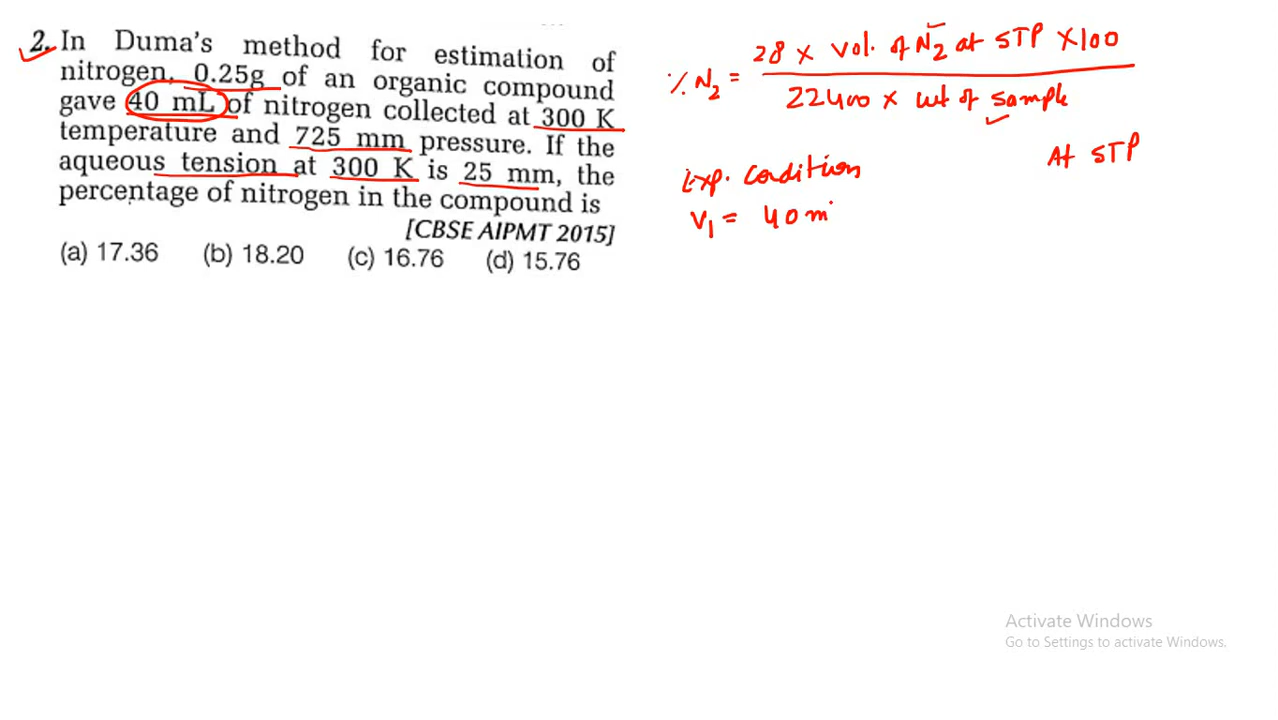 2. In Duma's method for estimation of
nitrogen, 0.25g of an organic compound
gave 40 mL of nitrogen collected at 300 K
temperature and 725 mm pressure. If the
aqueous tension at 300 K is 25 mm, the
percentage of nitrogen in the compound is
[CBSE AIPMT 2015]
(a) 17.36 (b) 18.20 (c) 16.76 (d) 15.76
% N₂ = 28 × Vol. of N₂ at STP ×100
22400 × wt of sample
Exp. Condition At STP
V₁ = 40 m
Activate Windows
Go to Settings to activate Windows.